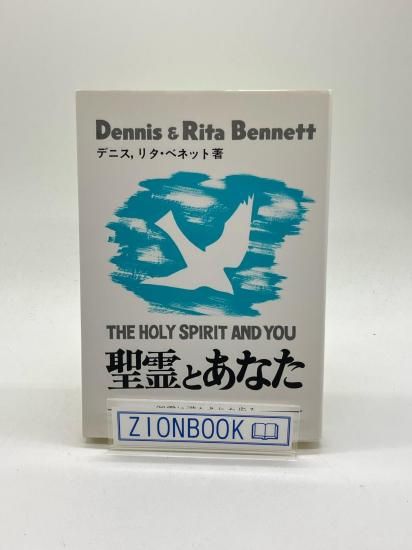 Dennis & Rita Bennett
デニス，リタ・ベネット著
THE HOLY SPIRIT AND YOU
聖霊とあなた
ZIONBOOK